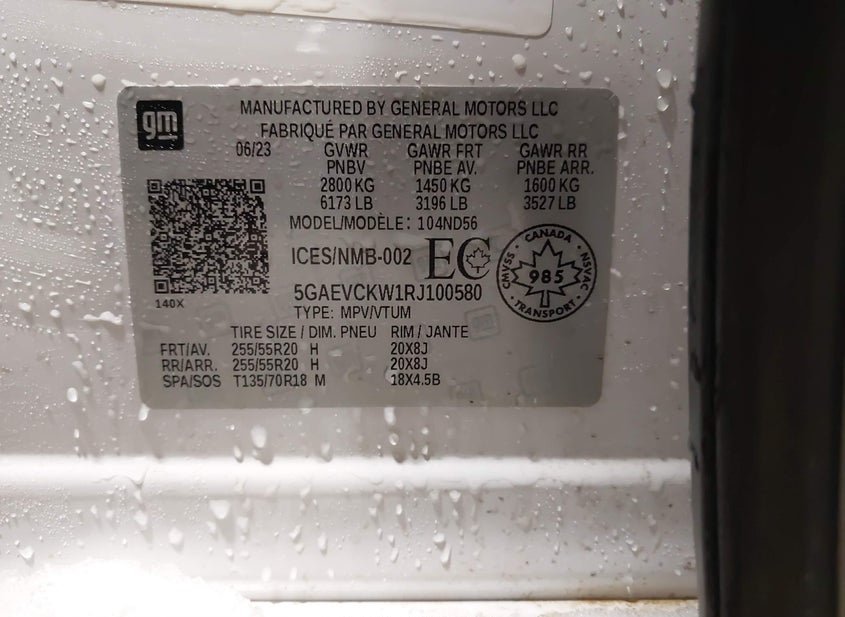 gm
MANUFACTURED BY GENERAL MOTORS LLC
FABRIQUÉ PAR GENERAL MOTORS LLC
06/23 GVWR GAWR FRT GAWR RR
PNBV PNBE AV. PNBE ARR.
2800 KG 1450 KG 1600 KG
6173 LB 3196 LB 3527 LB
MODEL/MODÈLE: 104ND56
ICES/NMB-002 EC
CANADA
CMVSS 985 NSVAC
TRANSPORT
140X
5GAEVCKW1RJ100580
TYPE: MPV/VTUM
TIRE SIZE / DIM. PNEU RIM / JANTE
FRT/AV. 255/55R20 H 20X8J
RR/ARR. 255/55R20 H 20X8J
SPA/SOS T135/70R18 M 18X4.5B